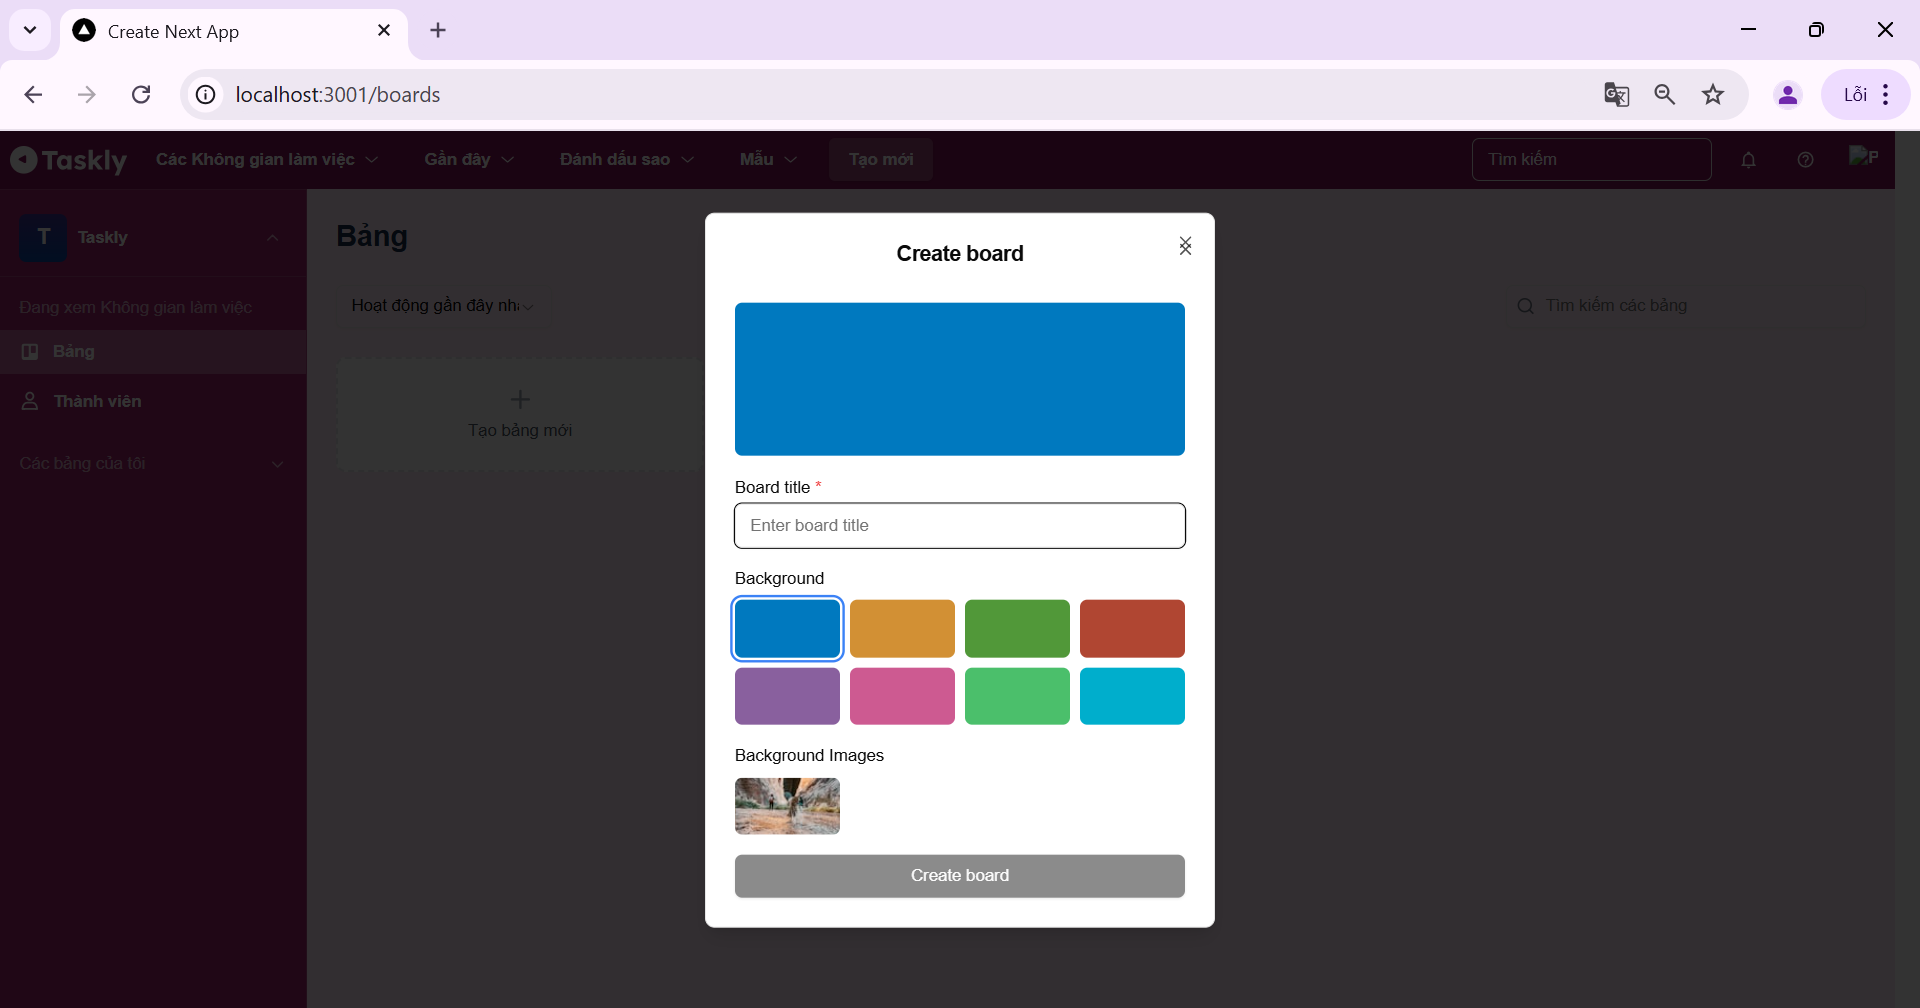 Create Next App
localhost:3001/boards
Lỗi
Taskly
Các Không gian làm việc
Gần đây
Đánh dấu sao
Mẫu
Tạo mới
Tìm kiếm
P
T
Taskly
Bảng
Đang xem Không gian làm việc
Bảng
Thành viên
Các bảng của tôi
Hoạt động gần đây nhấ
Tìm kiếm các bảng
Tạo bảng mới
Create board
Board title *
Enter board title
Background
Background Images
Create board